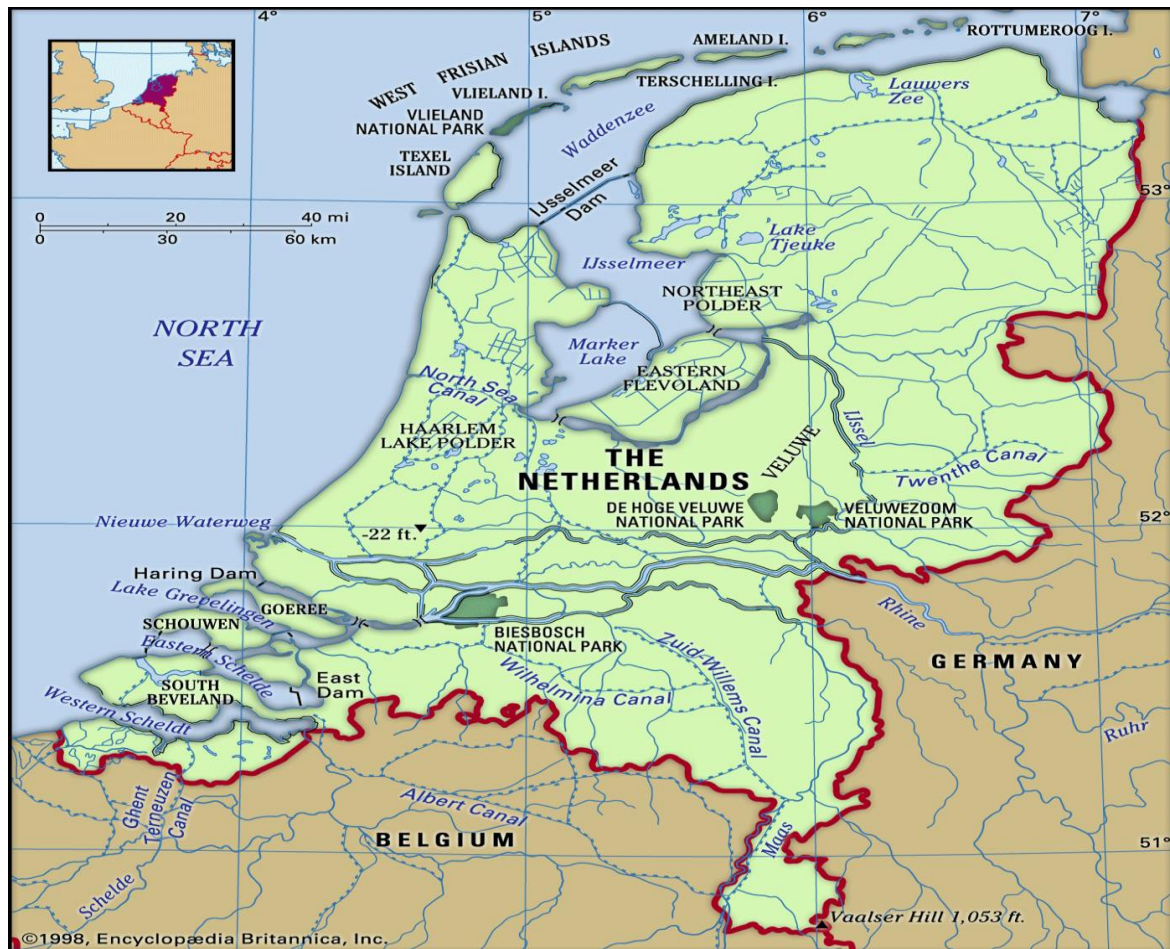 4°
5°
6°
7°
ROTTUMEROOG I.
AMELAND I.
WEST FRISIAN ISLANDS
TERSCHELLING I.
Lauwers
Zee
VLIELAND I.
VLIELAND
NATIONAL PARK
Waddenzee
TEXEL
ISLAND
IJsselmeer
Dam
53°
0 20 40 mi
0 30 60 km
Lake
Tjeuke
IJsselmeer
NORTHEAST
POLDER
NORTH
SEA
Marker
Lake
EASTERN
FLEVOLAND
North Sea
Canal
HAARLEM
LAKE POLDER
IJssel
VELUWE
THE
NETHERLANDS
Twenthe Canal
DE HOGE VELUWE
NATIONAL PARK
VELUWEZOOM
NATIONAL PARK
Nieuwe Waterweg
-22 ft.
52°
Haring Dam
Lake Grevelingen
GOEREE
Rhine
SCHOUWEN
Eastern Schelde
BIESBOSCH
NATIONAL PARK
Zuid-Willems Canal
GERMANY
SOUTH
BEVELAND
East
Dam
Wilhelmina Canal
Western Scheldt
Ruhr
Ghent
Terneuzen
Canal
Albert Canal
BELGIUM
Maas
51°
Schelde
Vaalser Hill 1,053 ft.
©1998, Encyclopædia Britannica, Inc.